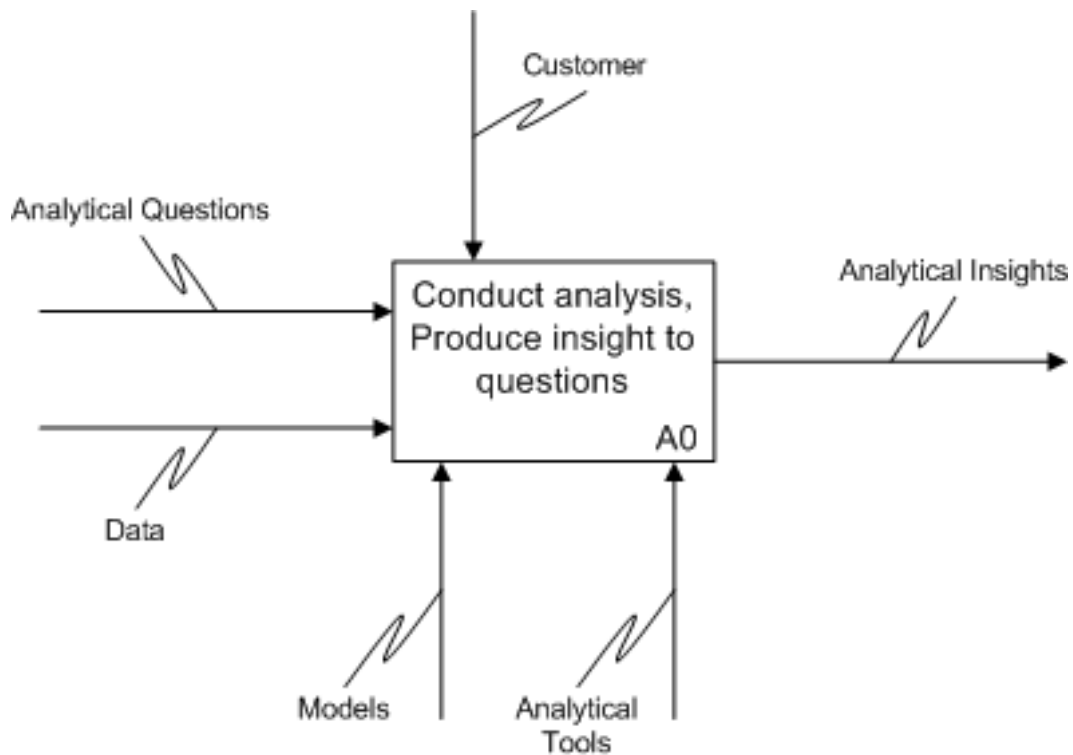 Customer
Analytical Questions
Analytical Insights
Conduct analysis,
Produce insight to
questions
A0
Data
Models
Analytical
Tools